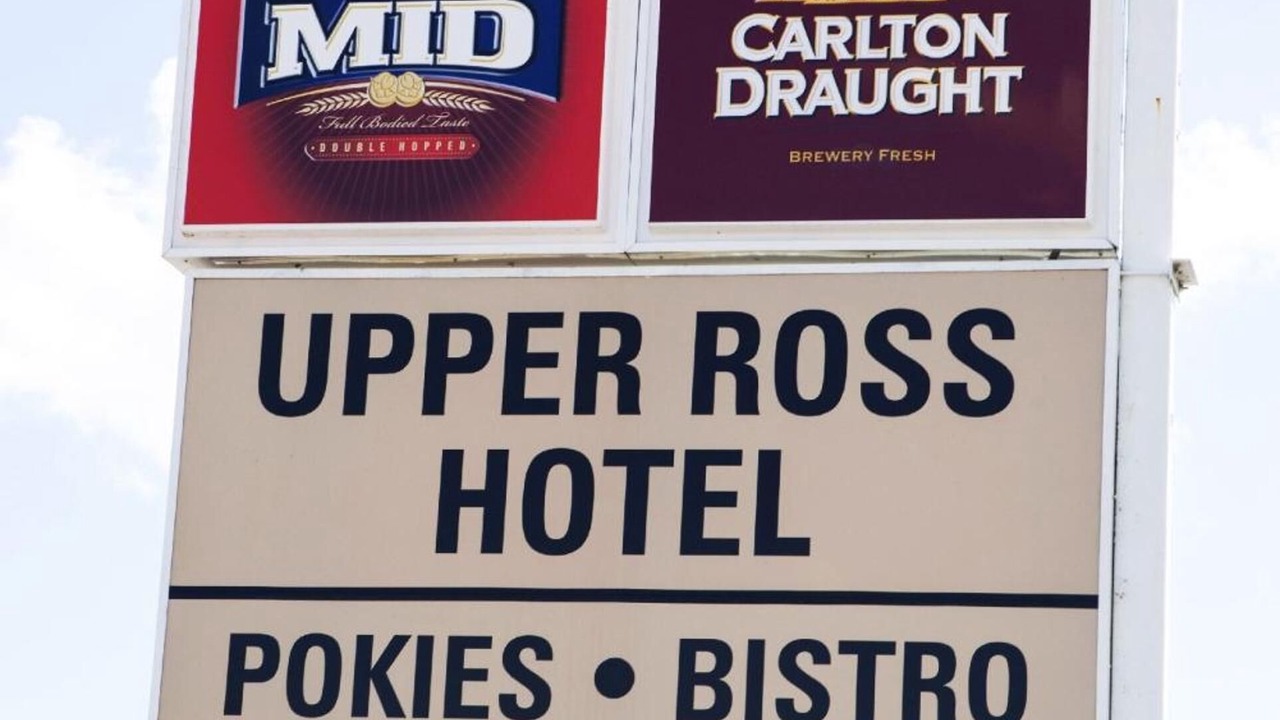 MID
Full Bodied Taste
• DOUBLE HOPPED •
CARLTON
DRAUGHT
BREWERY FRESH
UPPER ROSS
HOTEL
POKIES • BISTRO